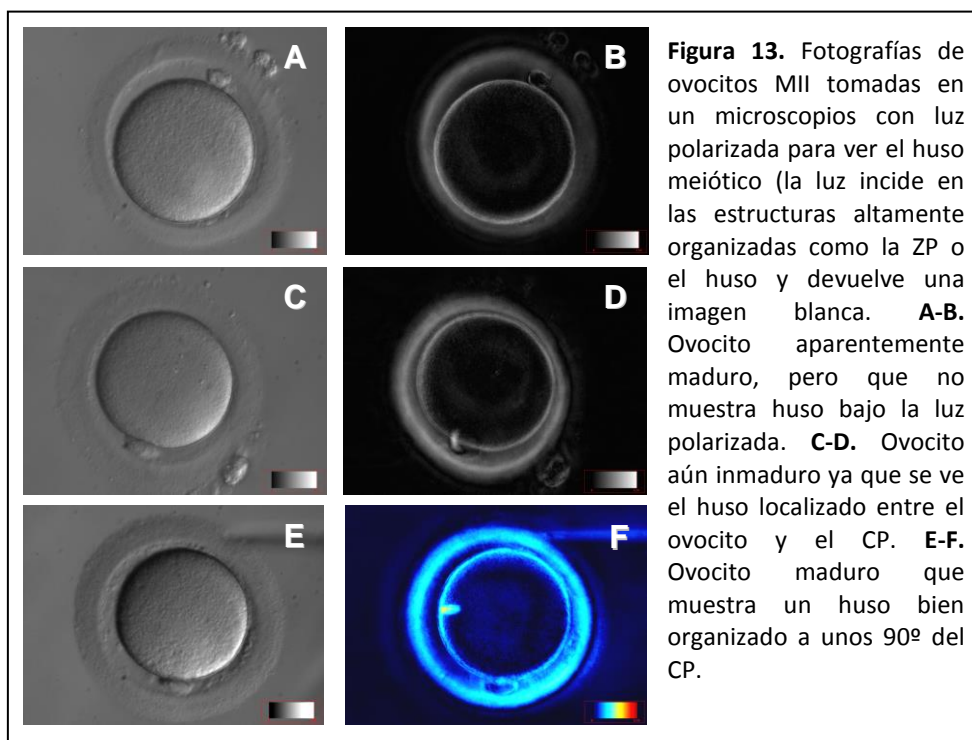 A
B
C
D
E
F
Figura 13. Fotografías de
ovocitos MII tomadas en
un microscopios con luz
polarizada para ver el huso
meiótico (la luz incide en
las estructuras altamente
organizadas como la ZP o
el huso y devuelve una
imagen blanca. A-B.
Ovocito aparentemente
maduro, pero que no
muestra huso bajo la luz
polarizada. C-D. Ovocito
aún inmaduro ya que se ve
el huso localizado entre el
ovocito y el CP. E-F.
Ovocito maduro que
muestra un huso bien
organizado a unos 90º del
CP.